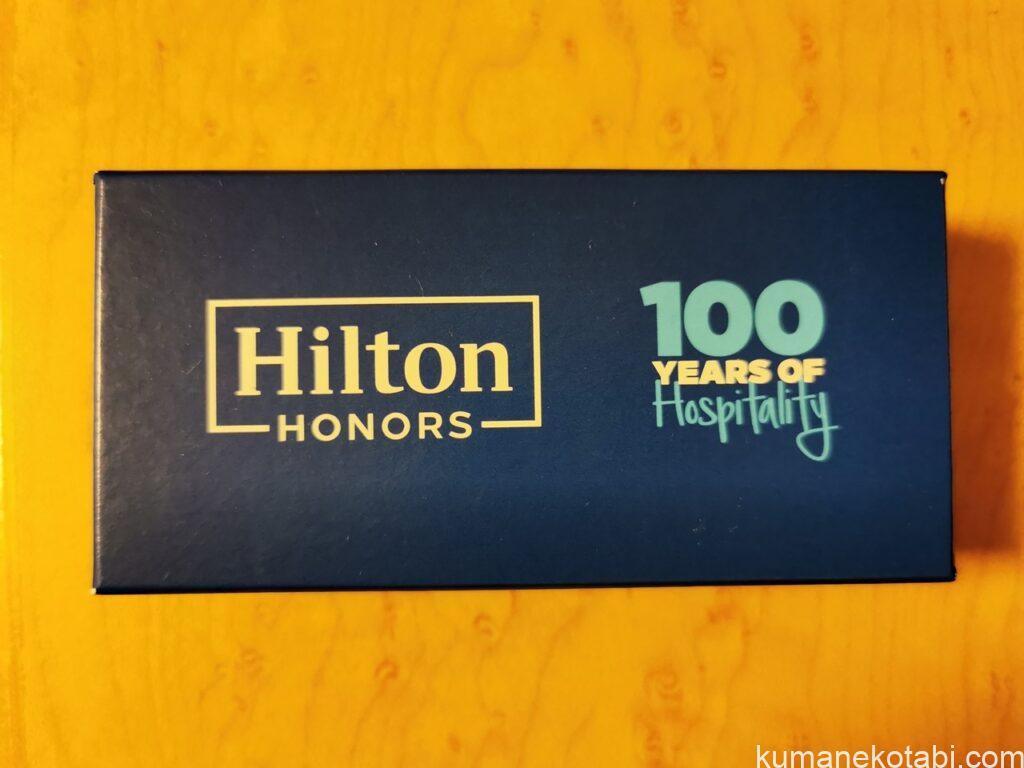 Hilton
HONORS
100
YEARS OF
Hospitality
kumanekotabi.com